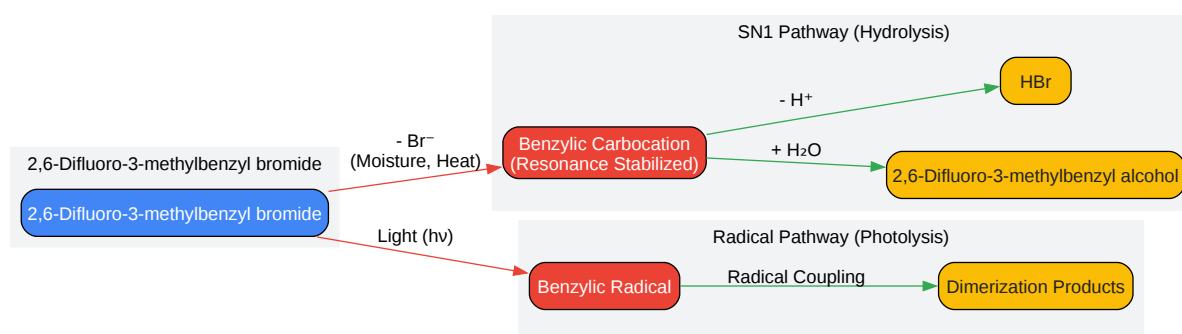 SN1 Pathway (Hydrolysis)
HBr
- H⁺
- Br⁻
(Moisture, Heat)
Benzylic Carbocation
(Resonance Stabilized)
+ H₂O
2,6-Difluoro-3-methylbenzyl alcohol
2,6-Difluoro-3-methylbenzyl bromide
2,6-Difluoro-3-methylbenzyl bromide
Light (hν)
Radical Pathway (Photolysis)
Benzylic Radical
Radical Coupling
Dimerization Products